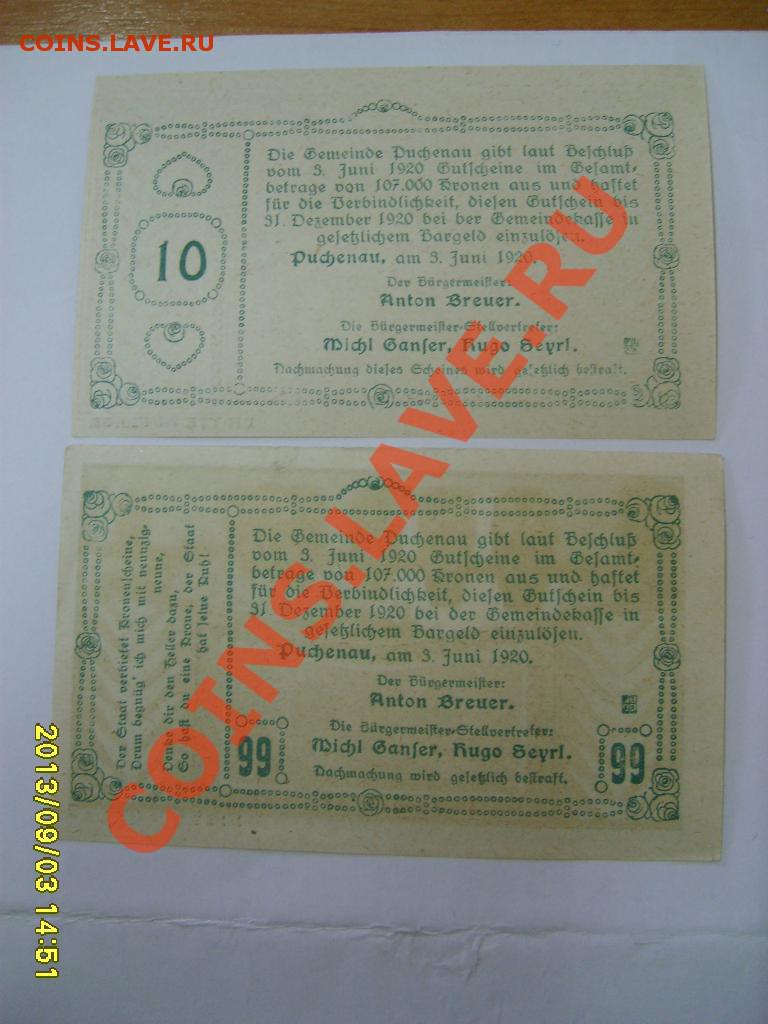 COINS.LAVE.RU
Die Gemeinde Puchenau gibt laut Beschluß
vom 3. Juni 1920 Gutscheine im Gesamt-
betrage von 107.000 Kronen aus und haftet
für die Verbindlichkeit, diesen Gutschein bis
31. Dezember 1920 bei der Gemeindekasse in
gesetzlichem Bargeld einzulösen.
Puchenau, am 3. Juni 1920.
10
Der Bürgermeister:
Anton Breuer.
Die Bürgermeister-Stellvertreter:
Michl Ganser, Hugo Seyrl.
Nachmachung dieses Scheines wird gesetzlich bestraft.
Der Staat verbietet Kronenscheine,
Drum begnüg' ich mich mit neunzig-
neune,
Denke dir den Heller dazu,
So hast du eine Krone, der Staat
hat seine Ruh!
99
Die Gemeinde Puchenau gibt laut Beschluß
vom 3. Juni 1920 Gutscheine im Gesamt-
betrage von 107.000 Kronen aus und haftet
für die Verbindlichkeit, diesen Gutschein bis
31. Dezember 1920 bei der Gemeindekasse in
gesetzlichem Bargeld einzulösen.
Puchenau, am 3. Juni 1920.
Der Bürgermeister:
Anton Breuer.
Die Bürgermeister-Stellvertreter:
Michl Ganser, Hugo Seyrl.
Nachmachung wird gesetzlich bestraft.
99
COINS.LAVE.RU
2013/09/03 14:51